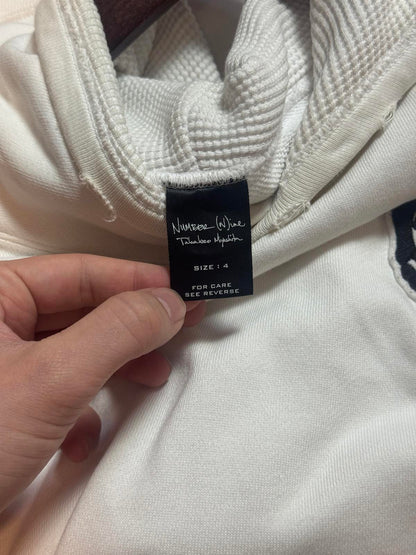 NUMBER (N)ine
Takahiro Miyashita
SIZE : 4
FOR CARE
SEE REVERSE